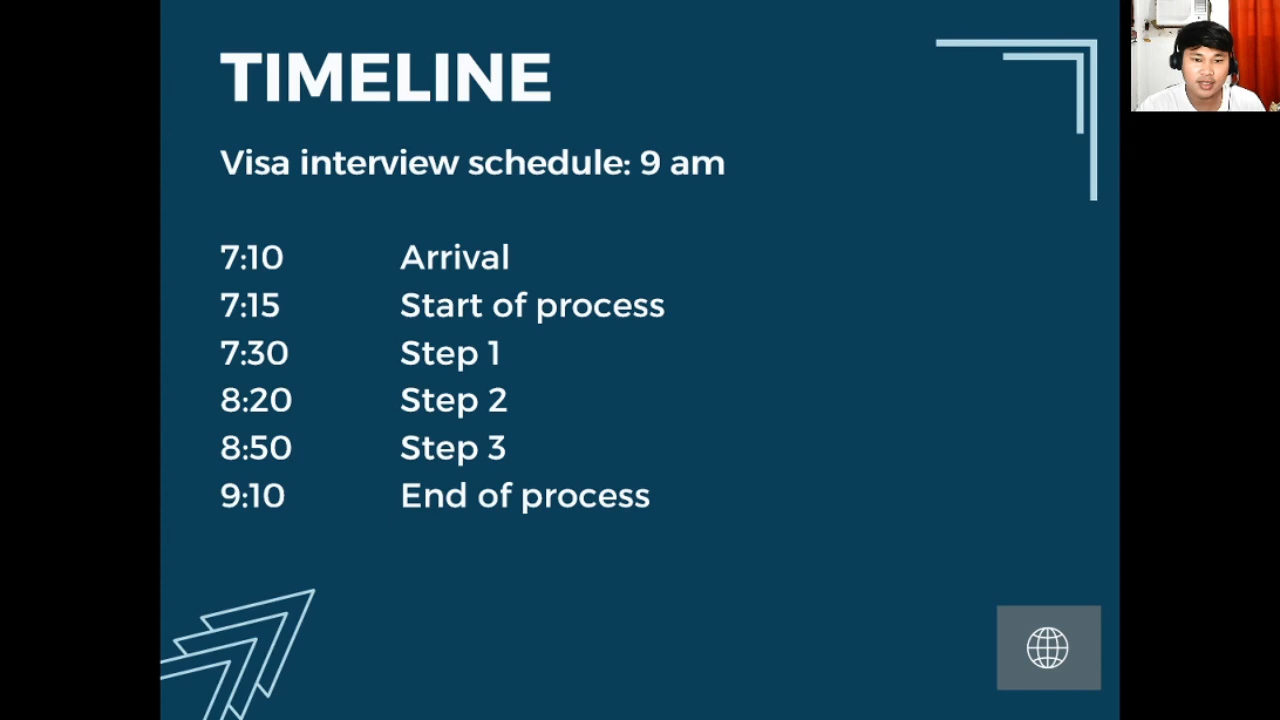 TIMELINE
Visa interview schedule: 9 am
7:10 Arrival
7:15 Start of process
7:30 Step 1
8:20 Step 2
8:50 Step 3
9:10 End of process